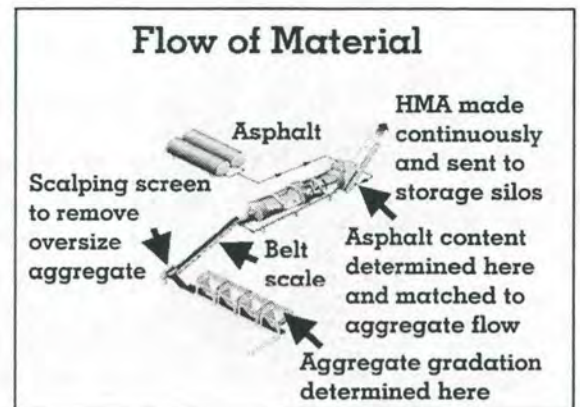 Flow of Material
Asphalt
HMA made
continuously
and sent to
storage silos
Scalping screen
to remove
oversize
aggregate
Belt
scale
Asphalt content
determined here
and matched to
aggregate flow
Aggregate gradation
determined here